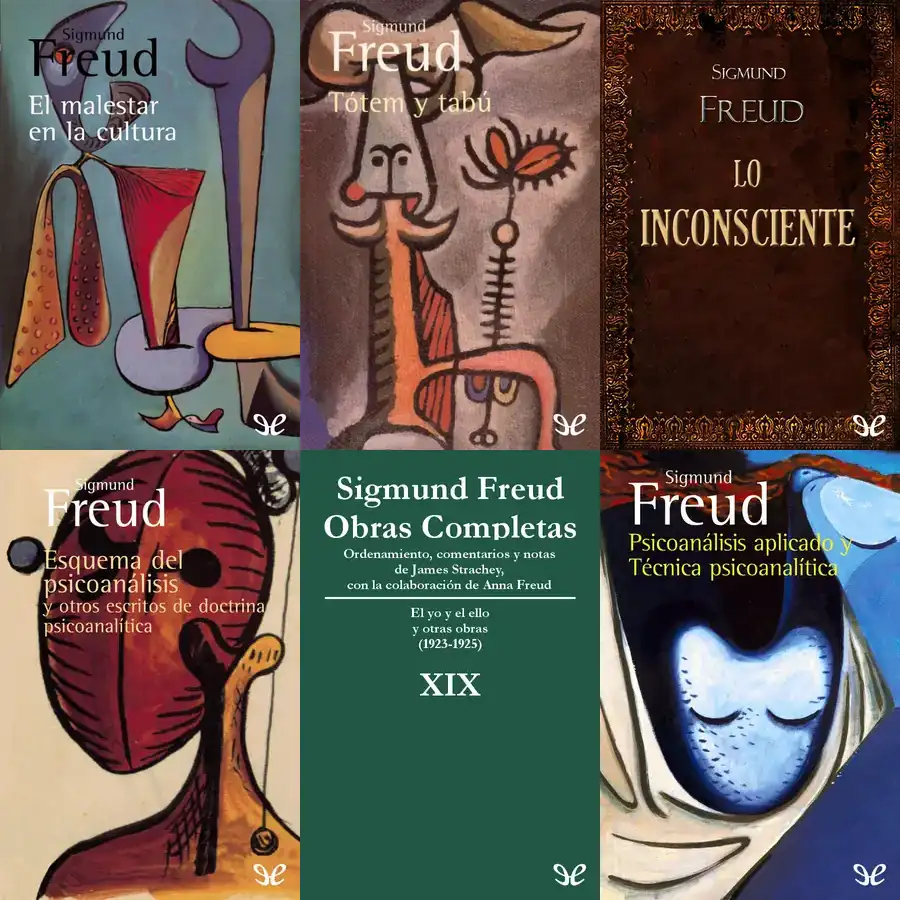 Sigmund
Freud
El malestar
en la cultura
Sigmund
Freud
Tótem y tabú
Sigmund
Freud
LO
INCONSCIENTE
Sigmund
Freud
Esquema del
psicoanálisis
y otros escritos de doctrina
psicoanalítica
Sigmund Freud
Obras Completas
Ordenamiento, comentarios y notas
de James Strachey,
con la colaboración de Anna Freud
El yo y el ello
y otras obras
(1923-1925)
XIX
Sigmund
Freud
Psicoanálisis aplicado y
Técnica psicoanalítica